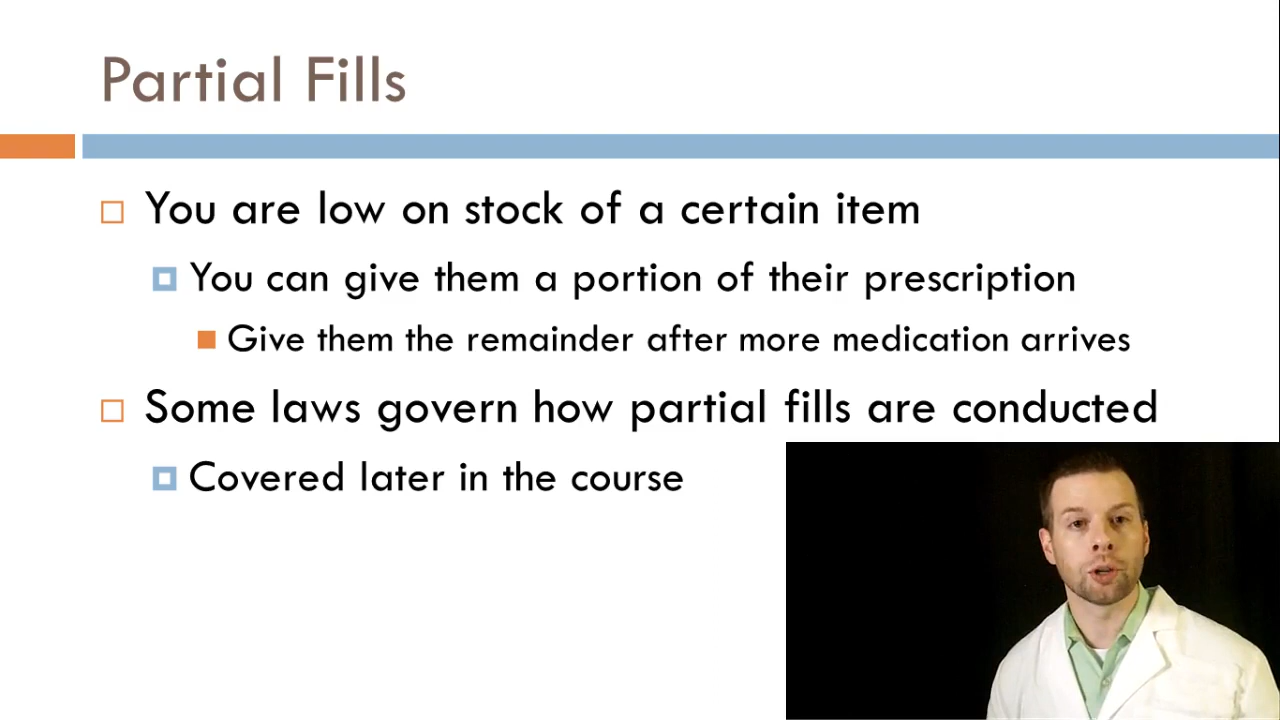 Partial Fills
You are low on stock of a certain item
You can give them a portion of their prescription
Give them the remainder after more medication arrives
Some laws govern how partial fills are conducted
Covered later in the course